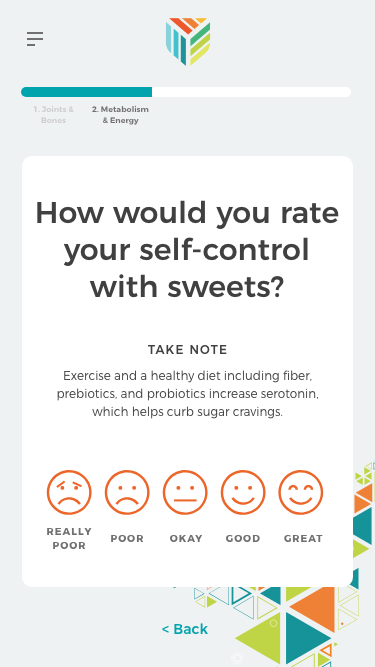 1. Joints &
Bones
2. Metabolism
& Energy
How would you rate
your self-control
with sweets?
TAKE NOTE
Exercise and a healthy diet including fiber,
prebiotics, and probiotics increase serotonin,
which helps curb sugar cravings.
REALLY
POOR
POOR
OKAY
GOOD
GREAT
< Back